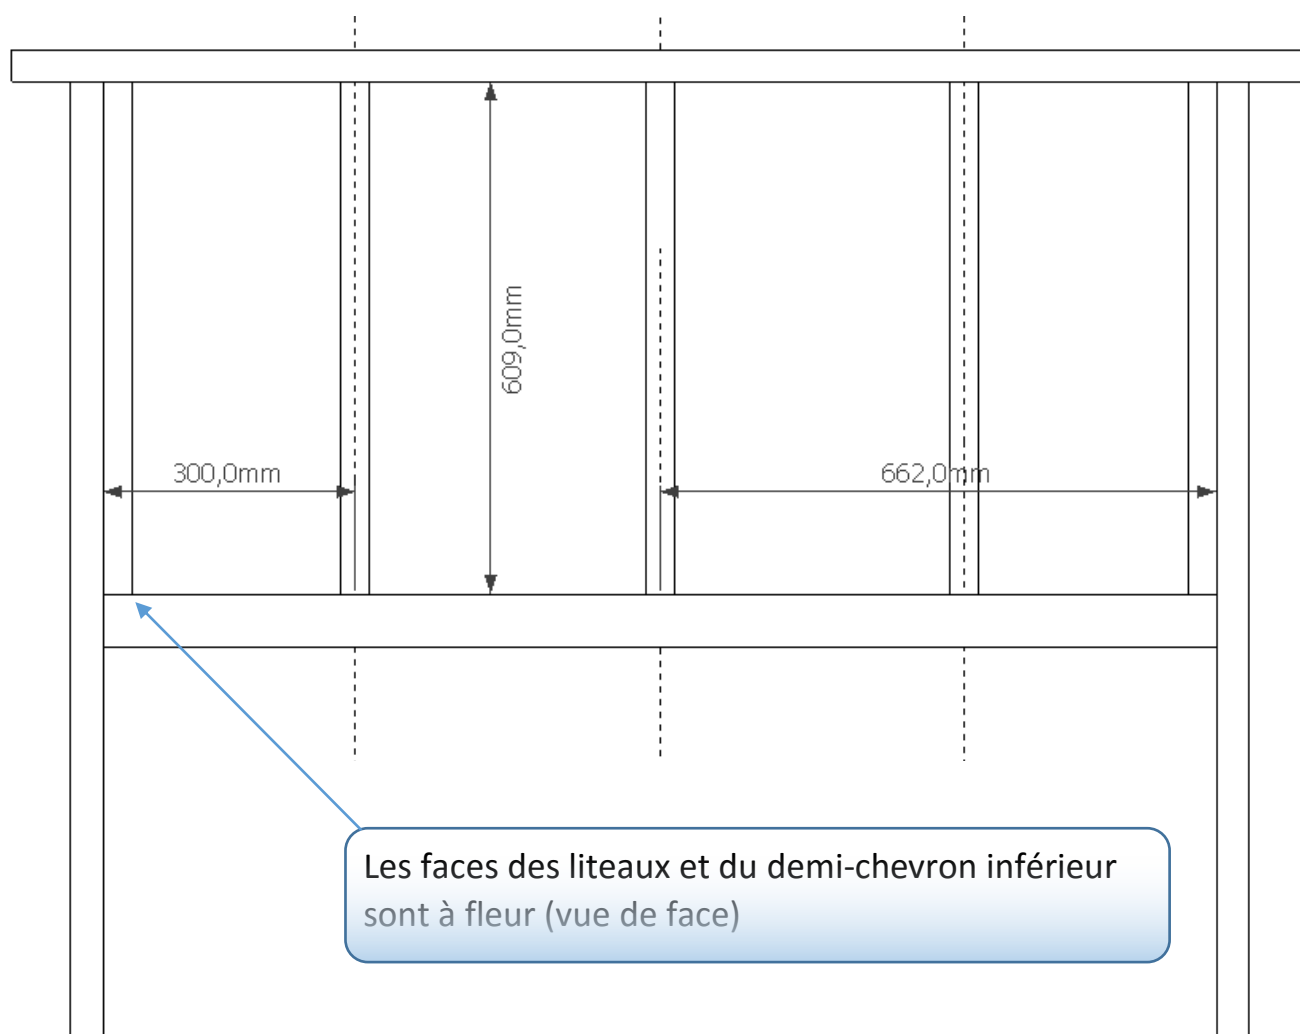 609,0mm
300,0mm
662,0mm
Les faces des liteaux et du demi-chevron inférieur
sont à fleur (vue de face)